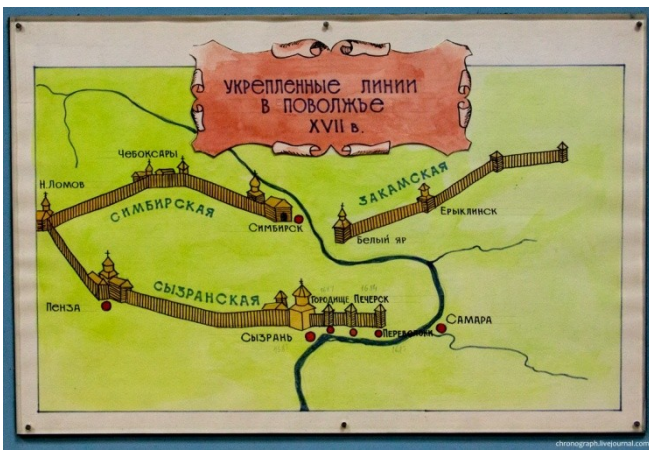 УКРЕПЛЕННЫЕ ЛИНИИ
В ПОВОЛЖЬЕ
XVII В.
ЧЕБОКСАРЫ
Н.ЛОМОВ
СИМБИРСКАЯ
СИМБИРСК
ЗАКАМСКАЯ
ЕРЫКЛИНСК
БЕЛЫЙ ЯР
ПЕНЗА
СЫЗРАНСКАЯ
ГОРОДИЩЕ ПЕЧЕРСК
СЫЗРАНЬ
ПЕРЕВОЛОКИ
САМАРА
chronograph.livejournal.com